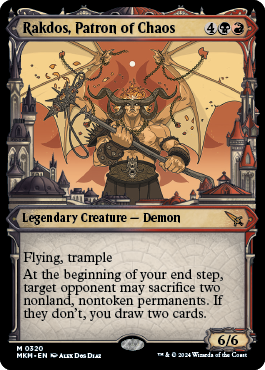 Rakdos, Patron of Chaos 4
Legendary Creature — Demon
Flying, trample
At the beginning of your end step,
target opponent may sacrifice two
nonland, nontoken permanents. If
they don't, you draw two cards.
6/6
M 0320
MKM • EN Alex Dos Diaz
™ & © 2024 Wizards of the Coast